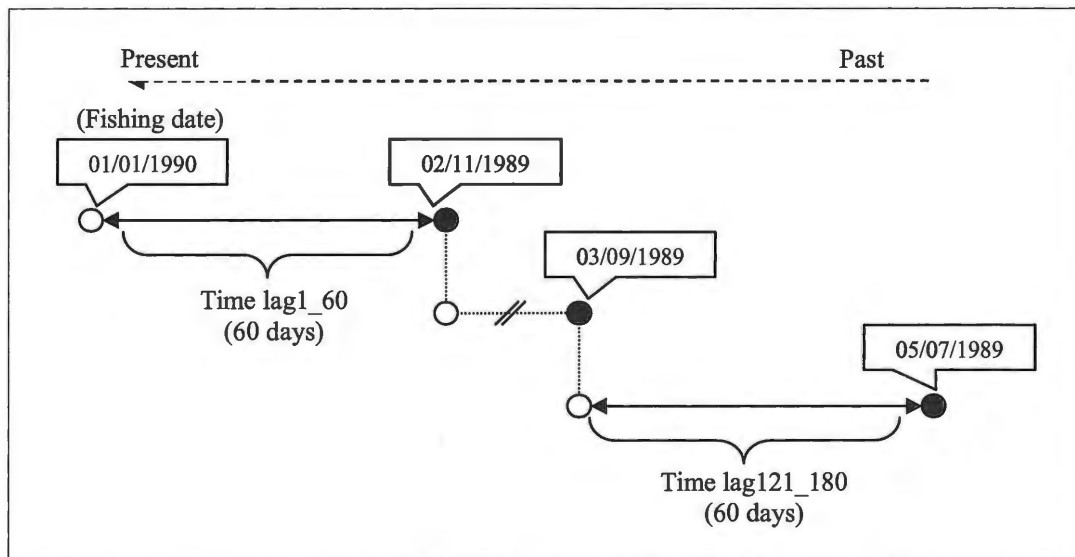 Present Past
(Fishing date)
01/01/1990 02/11/1989
03/09/1989
Time lag1_60
(60 days)
05/07/1989
Time lag121_180
(60 days)